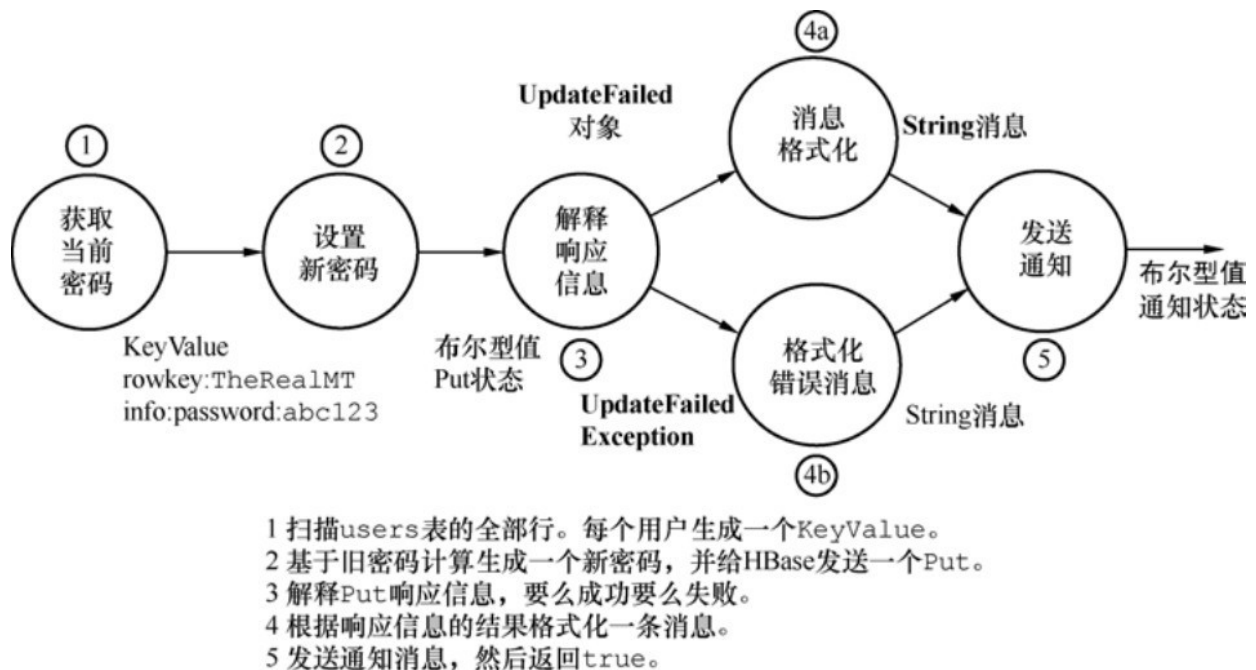 4a
UpdateFailed
对象
消息
格式化
String消息
1
2
获取
当前
密码
设置
新密码
解释
响应
信息
发送
通知
布尔型值
通知状态
KeyValue
rowkey:TheRealMT
info:password:abc123
布尔型值
Put状态
3
格式化
错误消息
5
UpdateFailed
Exception
String消息
4b
1 扫描users表的全部行。每个用户生成一个KeyValue。
2 基于旧密码计算生成一个新密码，并给HBase发送一个Put。
3 解释Put响应信息，要么成功要么失败。
4 根据响应信息的结果格式化一条消息。
5 发送通知消息，然后返回true。